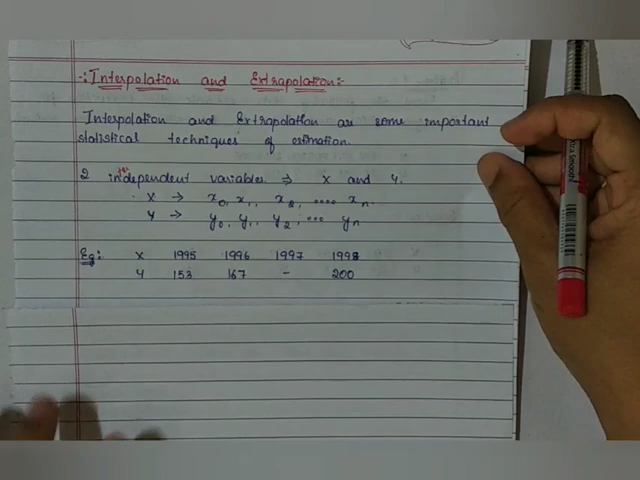 -: Interpolation and Extrapolation:-
Interpolation and Extrapolation are some important
statistical techniques of estimation.
2 independent variables ⇒ x and y.
x → x0, x1, x2, .... xn.
y → y0, y1, y2, ... yn
Eg: x 1995 1996 1997 1998
y 153 167 - 200